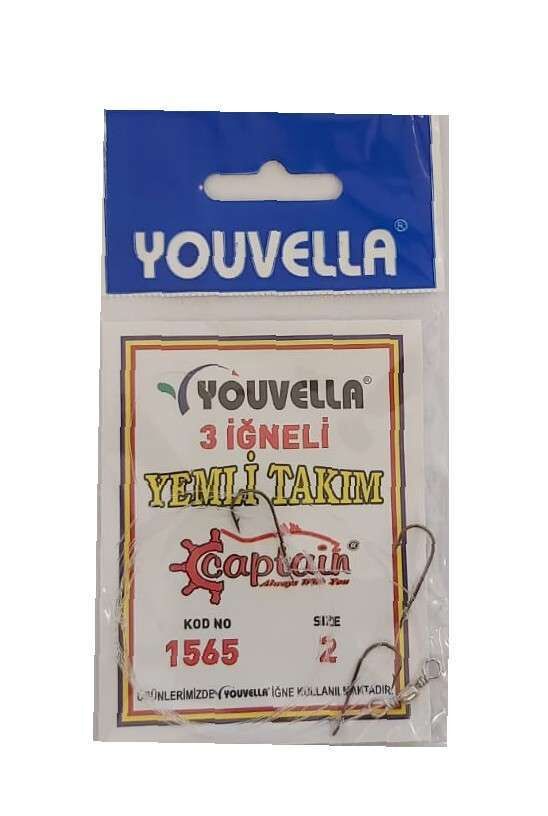 YOUVELLA®
YOUVELLA®
3 İĞNELİ
YEMLİ TAKIM
Captain®
Always With You
KOD NO SIZE
1565 2
ÜRÜNLERİMİZDE YOUVELLA İĞNE KULLANILMAKTADIR.